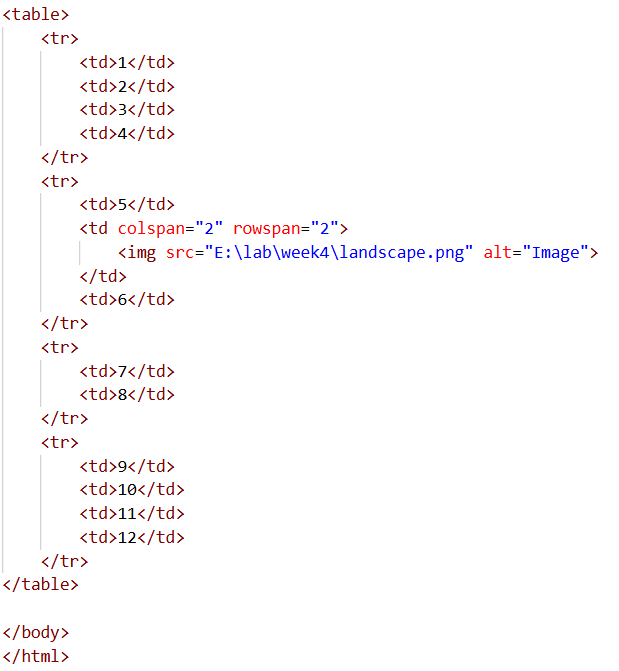 <table>
    <tr>
        <td>1</td>
        <td>2</td>
        <td>3</td>
        <td>4</td>
    </tr>
    <tr>
        <td>5</td>
        <td colspan="2" rowspan="2">
            <img src="E:\lab\week4\landscape.png" alt="Image">
        </td>
        <td>6</td>
    </tr>
    <tr>
        <td>7</td>
        <td>8</td>
    </tr>
    <tr>
        <td>9</td>
        <td>10</td>
        <td>11</td>
        <td>12</td>
    </tr>
</table>

</body>
</html>